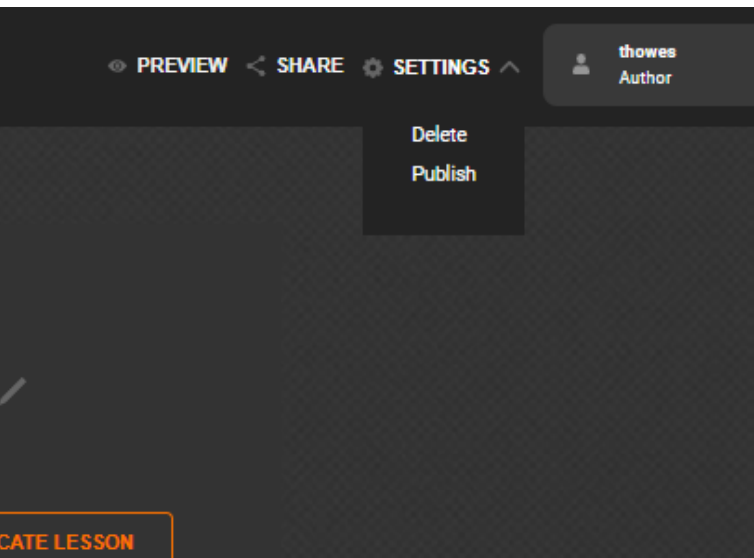 PREVIEW SHARE SETTINGS
thowes
Author
Delete
Publish
CATE LESSON